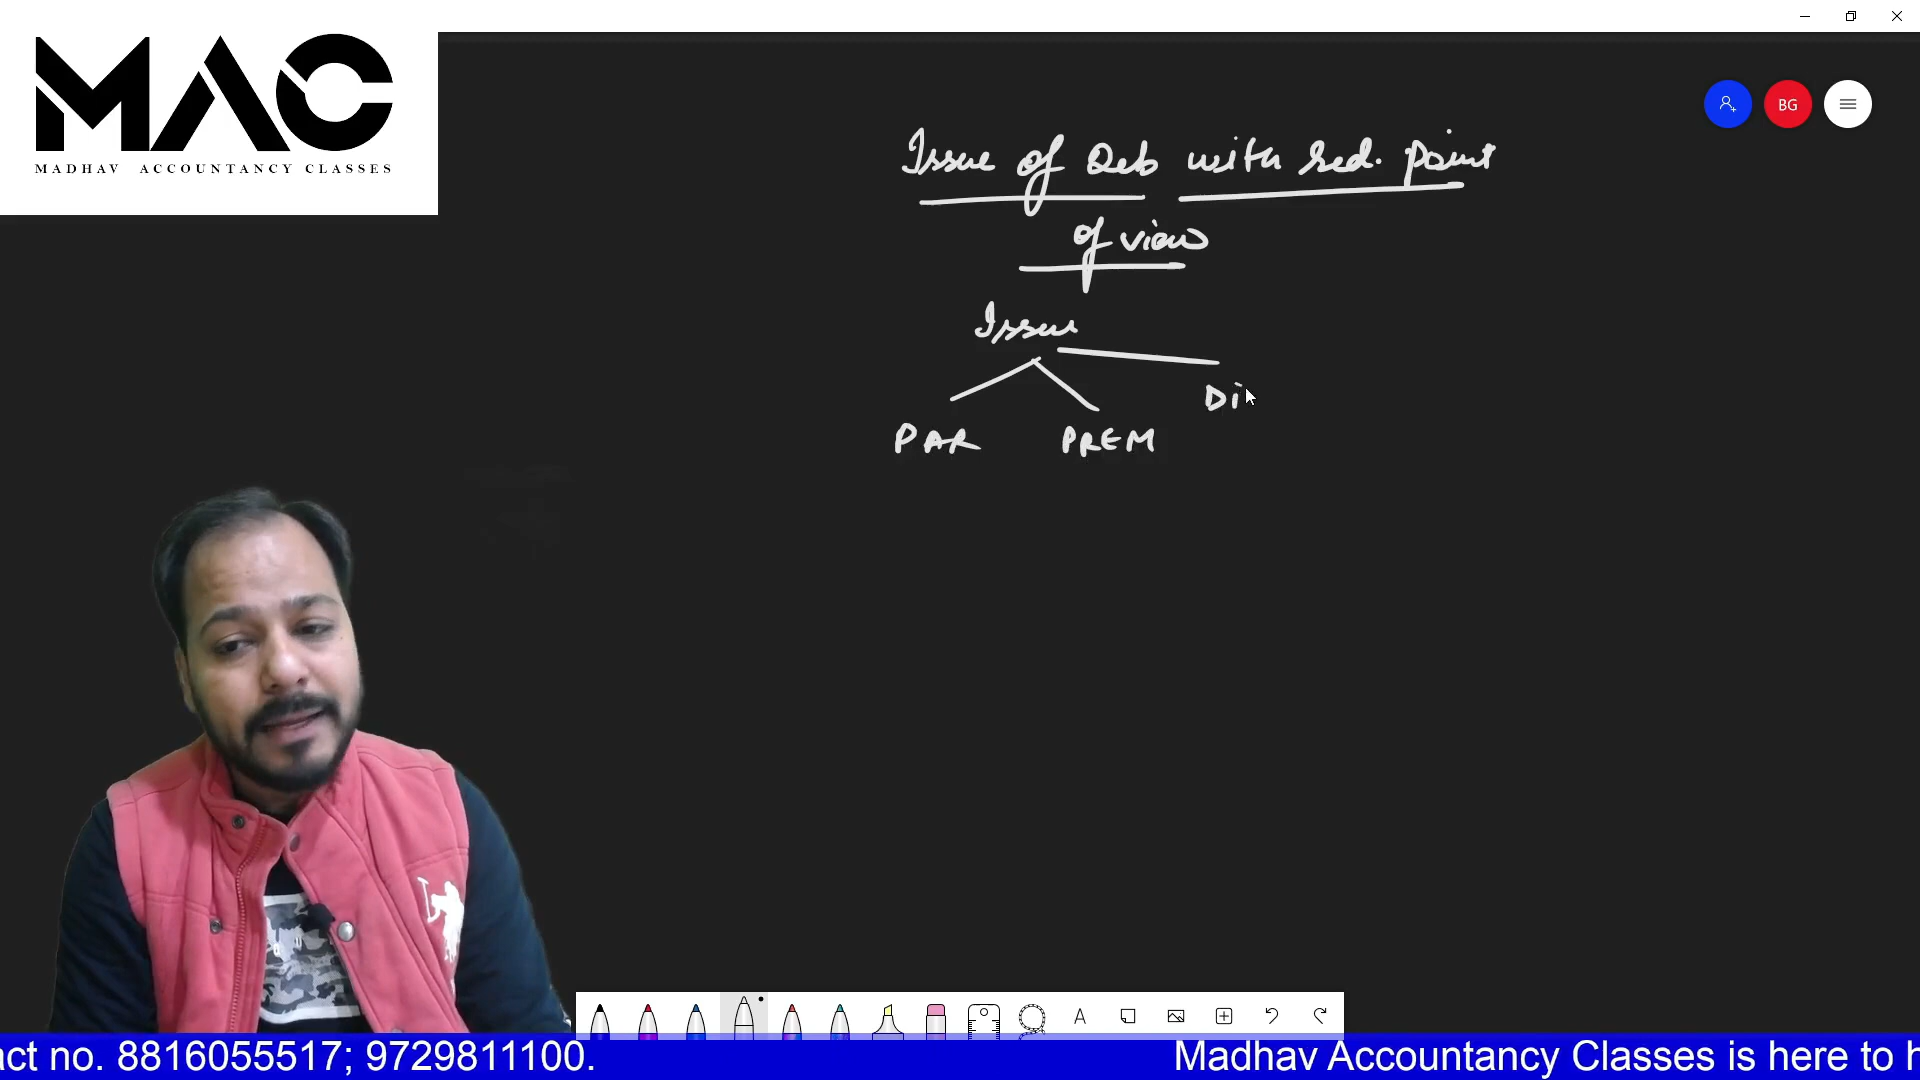 MAC
MADHAV ACCOUNTANCY CLASSES
BG
Issue of Deb with red. point
of view
Issue
PAR
PREM
Di
A
act no. 8816055517; 9729811100.
Madhav Accountancy Classes is here to h